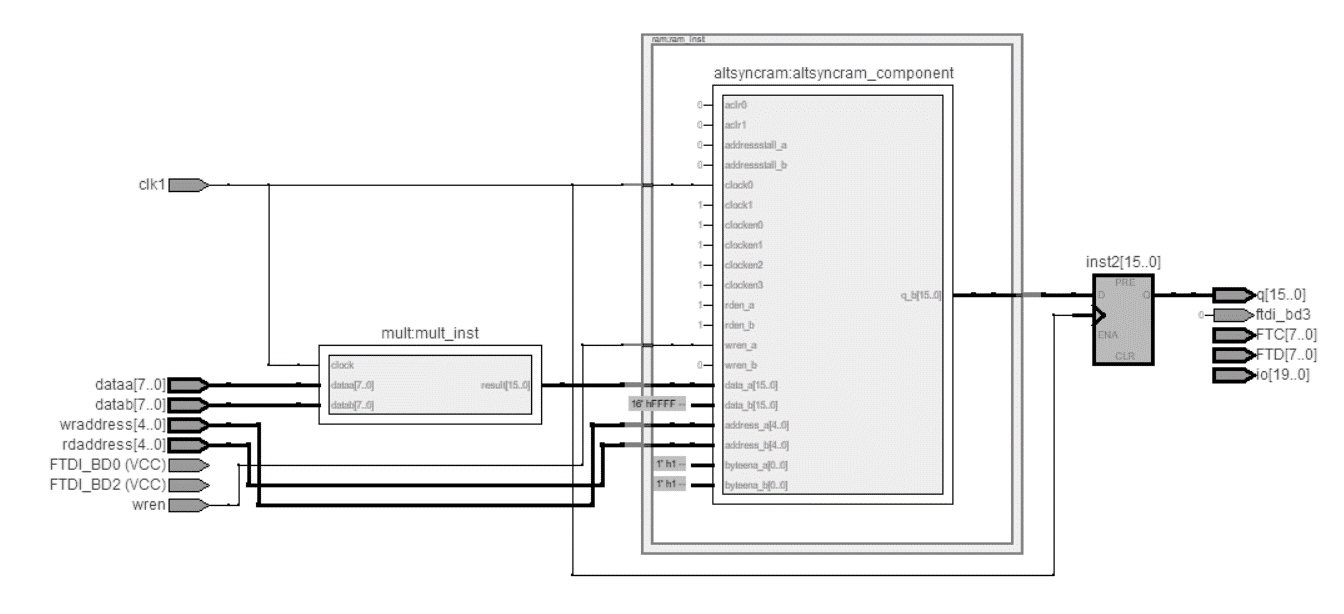 ram:ram_inst
altsyncram:altsyncram_component
0 aclr0
0 aclr1
0 addressstall_a
0 addressstall_b
clk1
clock0
1 clock1
1 clocken0
1 clocken1
1 clocken2
1 clocken3
1 rden_a
1 rden_b
wren_a
0 wren_b
data_a[15..0]
16' hFFFF -- data_b[15..0]
address_a[4..0]
address_b[4..0]
1' h1 -- byteena_a[0..0]
1' h1 -- byteena_b[0..0]
q_b[15..0]
mult:mult_inst
clock
dataa[7..0]
datab[7..0]
result[15..0]
dataa[7..0]
datab[7..0]
wraddress[4..0]
rdaddress[4..0]
FTDI_BD0 (VCC)
FTDI_BD2 (VCC)
wren
inst2[15..0]
PRE
D
Q
ENA
CLR
q[15..0]
0 ftdi_bd3
FTC[7..0]
FTD[7..0]
io[19..0]